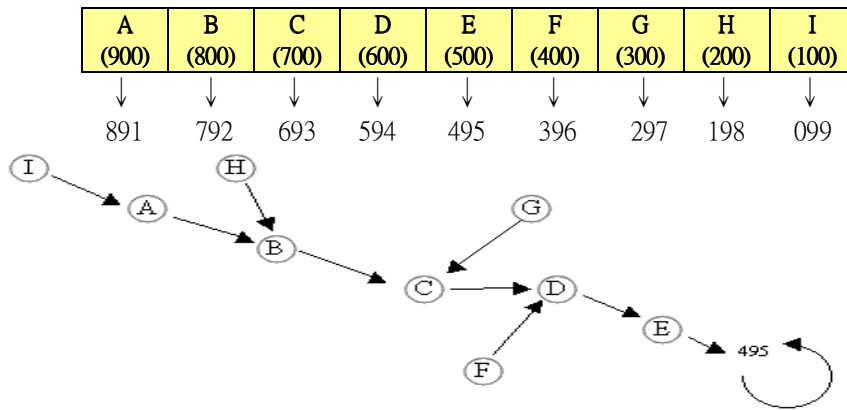 A B C D E F G H I
(900) (800) (700) (600) (500) (400) (300) (200) (100)
891 792 693 594 495 396 297 198 099
I H
A G
B
C D
E
495
F